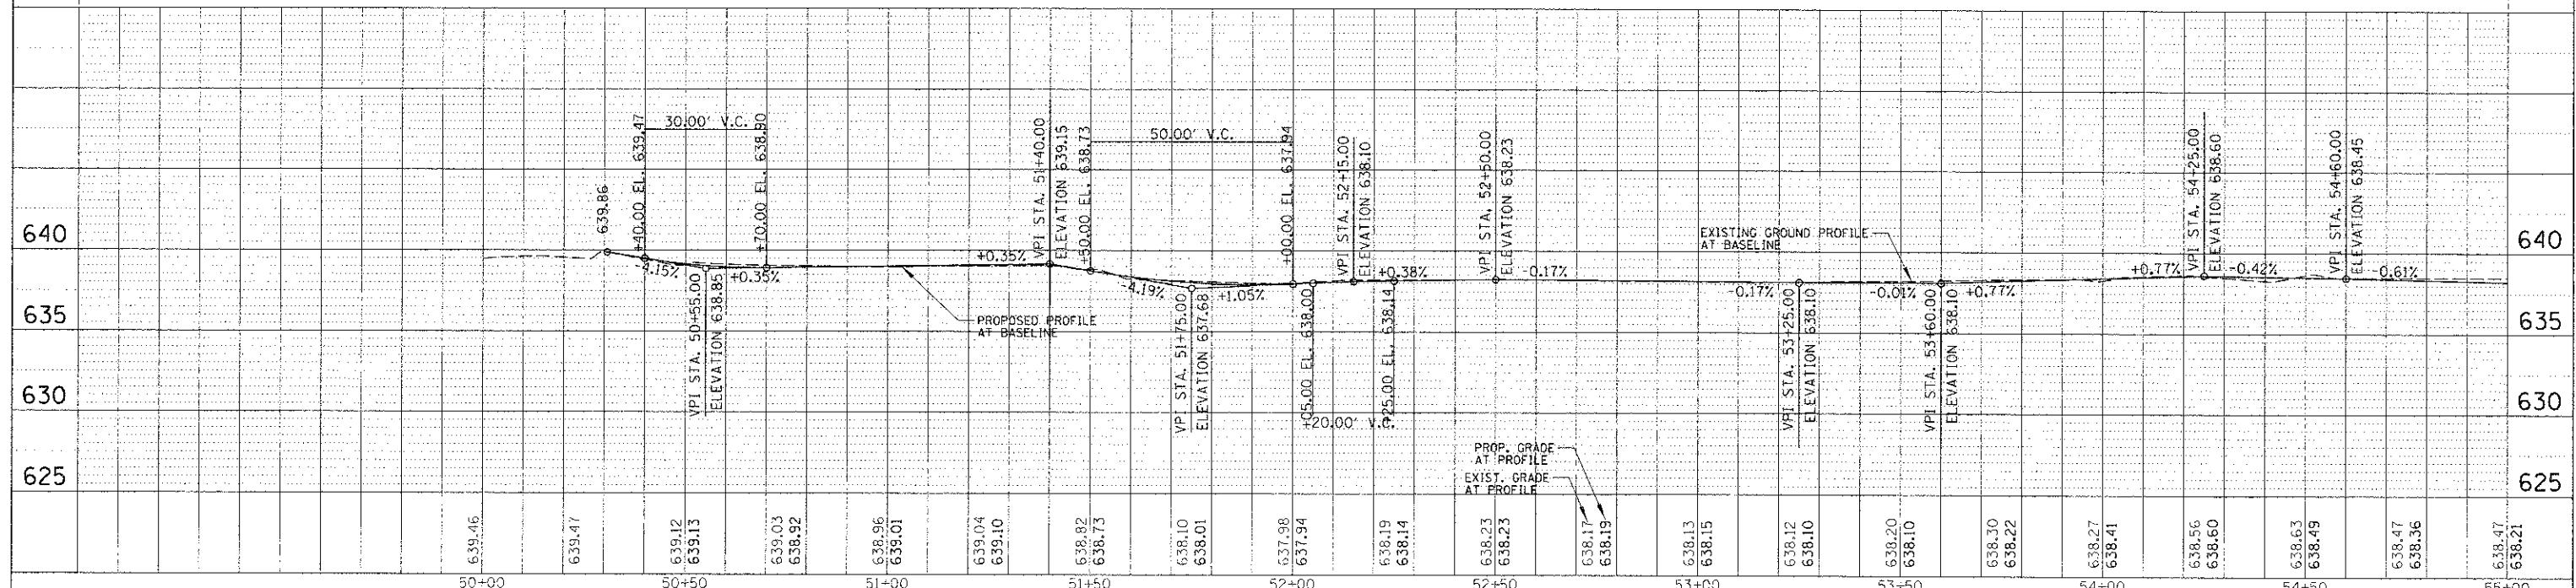 639.86
+40.00 EL. 639.47
30.00' V.C.
+70.00 EL. 638.90
VPI STA. 51+40.00
ELEVATION 639.15
+50.00 EL. 638.73
50.00' V.C.
+00.00 EL. 637.94
VPI STA. 52+15.00
ELEVATION 638.10
VPI STA. 52+50.00
ELEVATION 638.23
VPI STA. 54+25.00
ELEVATION 638.60
VPI STA. 54+60.00
ELEVATION 638.45
640
-4.15%
+0.35%
+0.35%
-4.19%
+1.05%
+0.38%
-0.17%
EXISTING GROUND PROFILE
AT BASELINE
-0.17%
-0.01%
+0.77%
+0.77%
-0.42%
-0.61%
640
635
PROPOSED PROFILE
AT BASELINE
635
VPI STA. 50+55.00
ELEVATION 638.85
VPI STA. 51+75.00
ELEVATION 637.68
+05.00 EL. 638.00
+20.00' V.C.
+25.00 EL. 638.14
VPI STA. 53+25.00
ELEVATION 638.10
VPI STA. 53+60.00
ELEVATION 638.10
630
630
PROP. GRADE
AT PROFILE
EXIST. GRADE
AT PROFILE
625
625
639.46
639.47
639.12
639.13
639.03
638.92
638.96
639.01
639.04
639.10
638.82
638.73
638.10
638.01
637.98
637.94
638.19
638.14
638.23
638.23
638.17
638.19
638.13
638.15
638.12
638.10
638.20
638.10
638.30
638.22
638.27
638.41
638.56
638.60
638.63
638.49
638.47
638.36
638.47
638.21
50+00
50+50
51+00
51+50
52+00
52+50
53+00
53+50
54+00
54+50
55+00